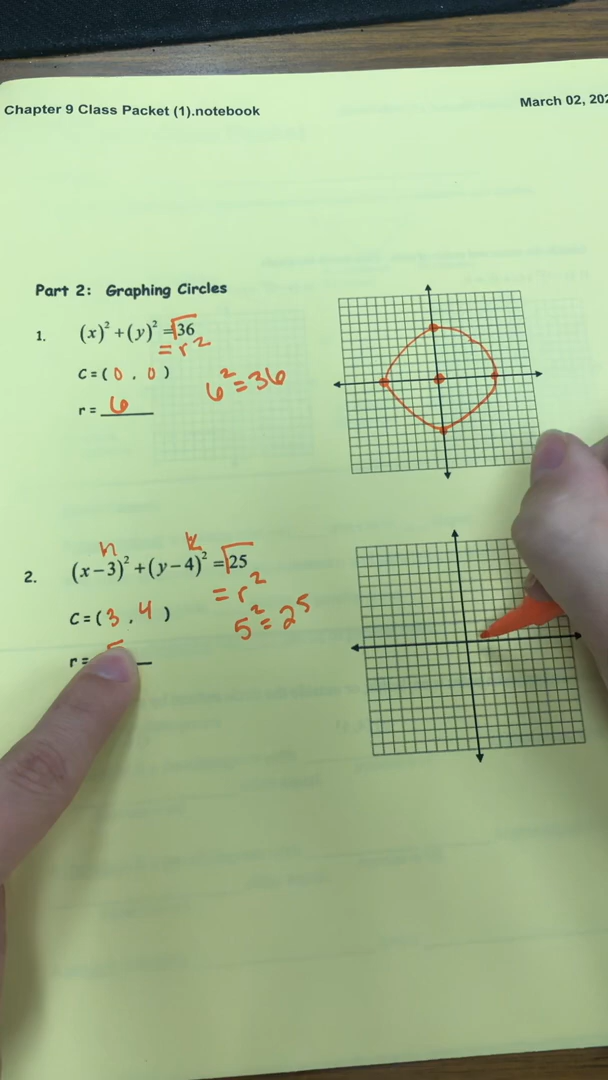 Chapter 9 Class Packet (1).notebook
March 02, 202
Part 2: Graphing Circles
1. (x)² + (y)² = √36
= r²
C = ( 0 , 0 )
6² = 36
r = 6
h k
2. (x – 3)² + (y – 4)² = √25
= r²
C = ( 3 , 4 )
5² = 25
r =